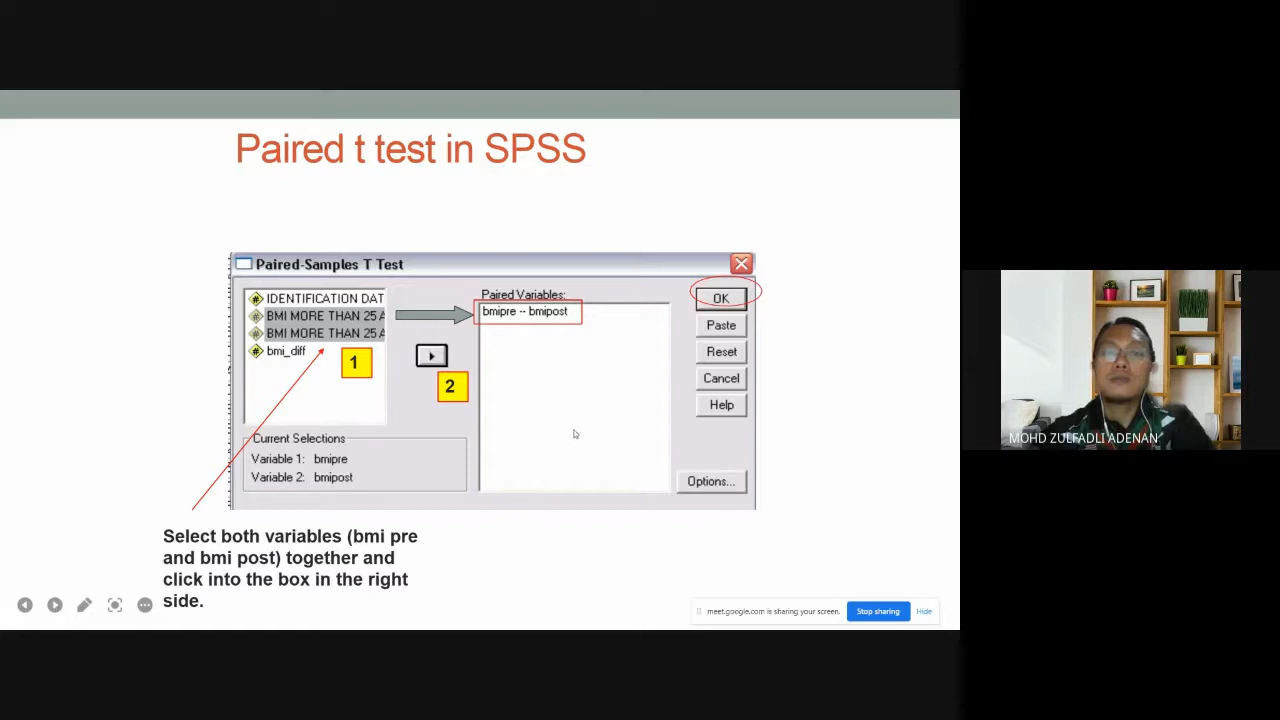 Paired t test in SPSS
Paired-Samples T Test
IDENTIFICATION DAT
BMI MORE THAN 25 A
BMI MORE THAN 25 A
bmi_diff
1
2
Paired Variables:
bmipre -- bmipost
OK
Paste
Reset
Cancel
Help
Current Selections
Variable 1: bmipre
Variable 2: bmipost
Options...
Select both variables (bmi pre
and bmi post) together and
click into the box in the right
side.
meet.google.com is sharing your screen.
Stop sharing
Hide
MOHD ZULFADLI ADENAN